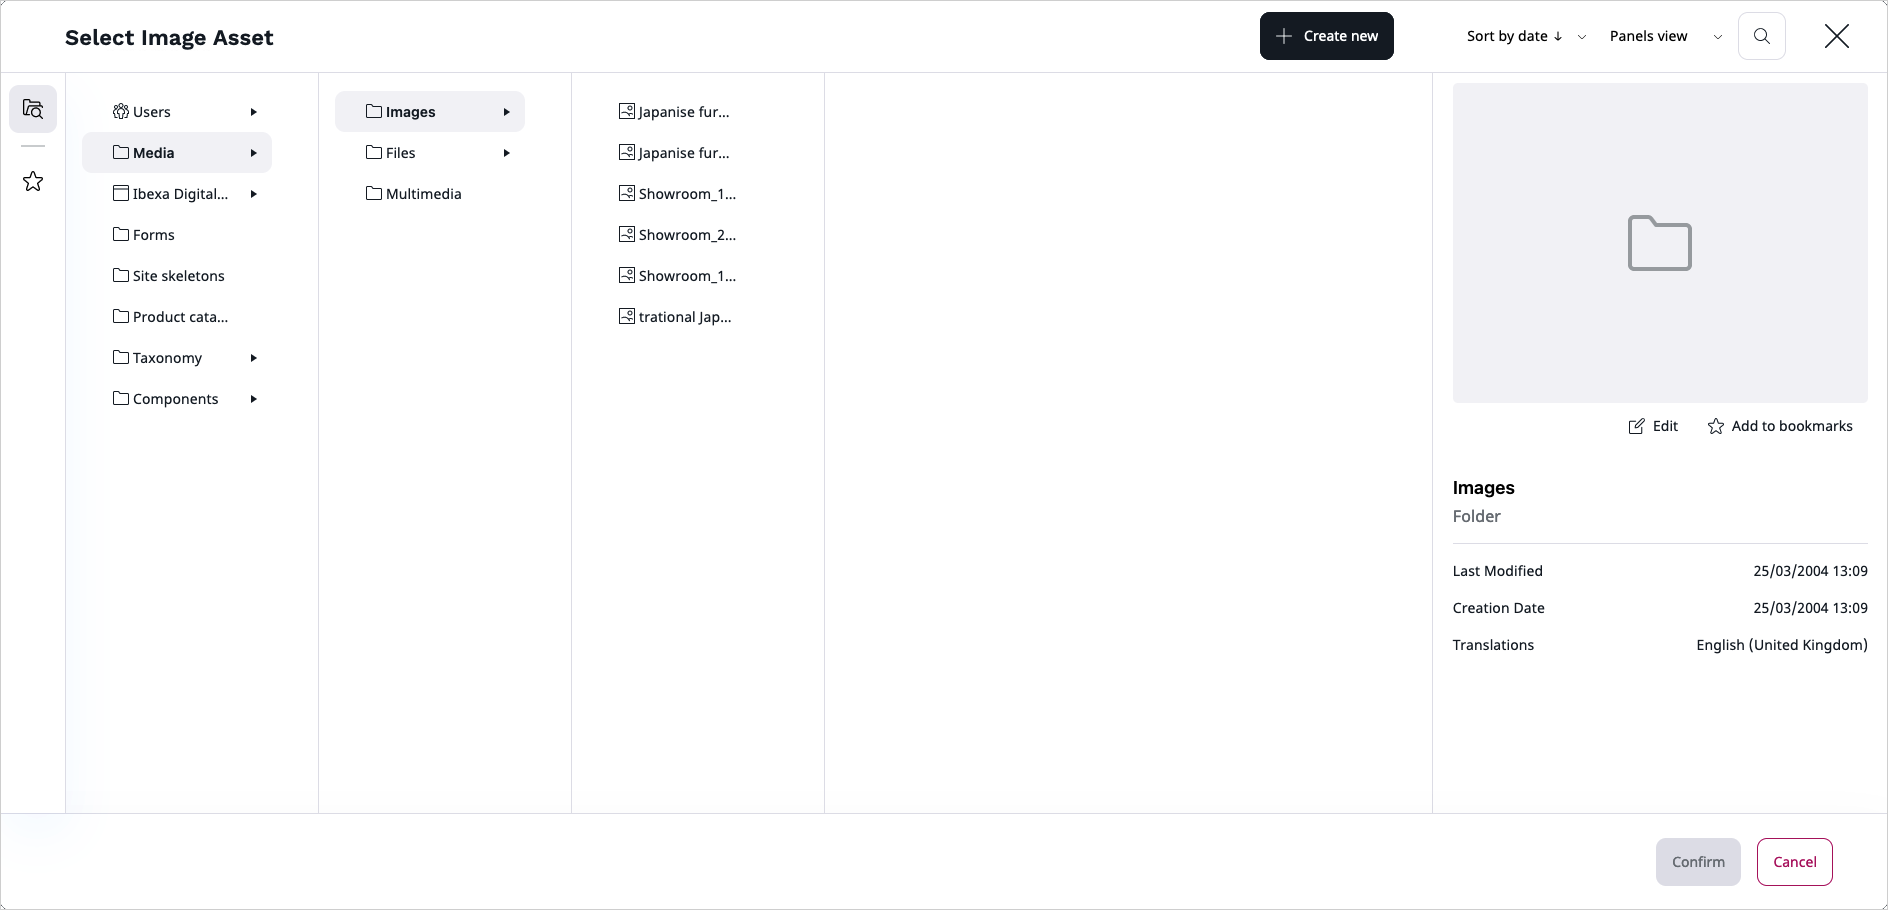 Select Image Asset
Create new
Sort by date ↓
Panels view
Users
Media
Ibexa Digital...
Forms
Site skeletons
Product cata...
Taxonomy
Components
Images
Files
Multimedia
Japanise fur...
Japanise fur...
Showroom_1...
Showroom_2...
Showroom_1...
trational Jap...
Edit
Add to bookmarks
Images
Folder
Last Modified 25/03/2004 13:09
Creation Date 25/03/2004 13:09
Translations English (United Kingdom)
Confirm
Cancel